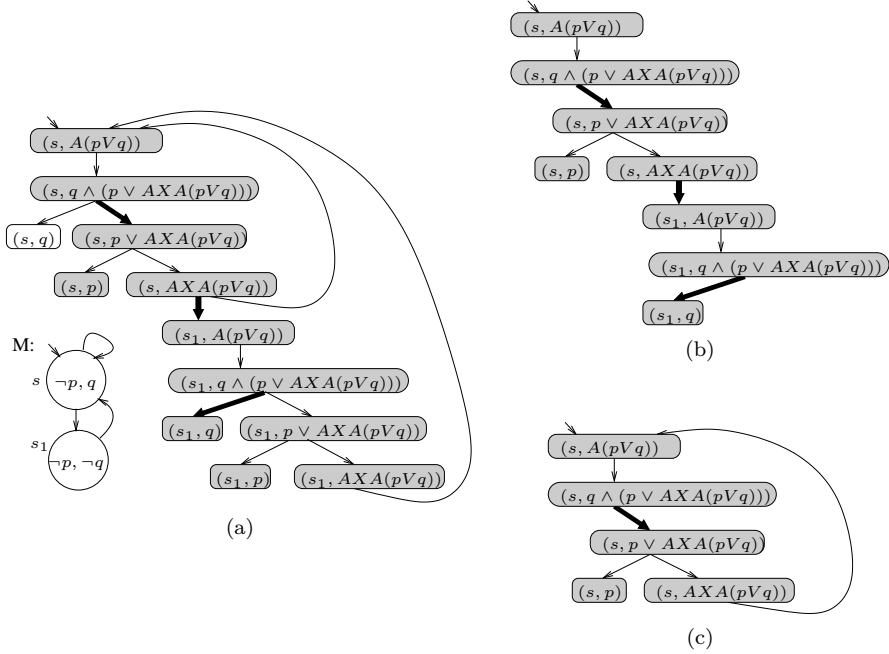 (s, A(pVq))
(s, q ∧ (p ∨ AXA(pVq)))
(s, q)
(s, p ∨ AXA(pVq))
(s, p)
(s, AXA(pVq))
(s₁, A(pVq))
(s₁, q ∧ (p ∨ AXA(pVq)))
(s₁, q)
(s₁, p ∨ AXA(pVq))
(s₁, p)
(s₁, AXA(pVq))
M:
s
¬p, q
s₁
¬p, ¬q
(a)
(s, A(pVq))
(s, q ∧ (p ∨ AXA(pVq)))
(s, p ∨ AXA(pVq))
(s, p)
(s, AXA(pVq))
(s₁, A(pVq))
(s₁, q ∧ (p ∨ AXA(pVq)))
(s₁, q)
(b)
(s, A(pVq))
(s, q ∧ (p ∨ AXA(pVq)))
(s, p ∨ AXA(pVq))
(s, p)
(s, AXA(pVq))
(c)